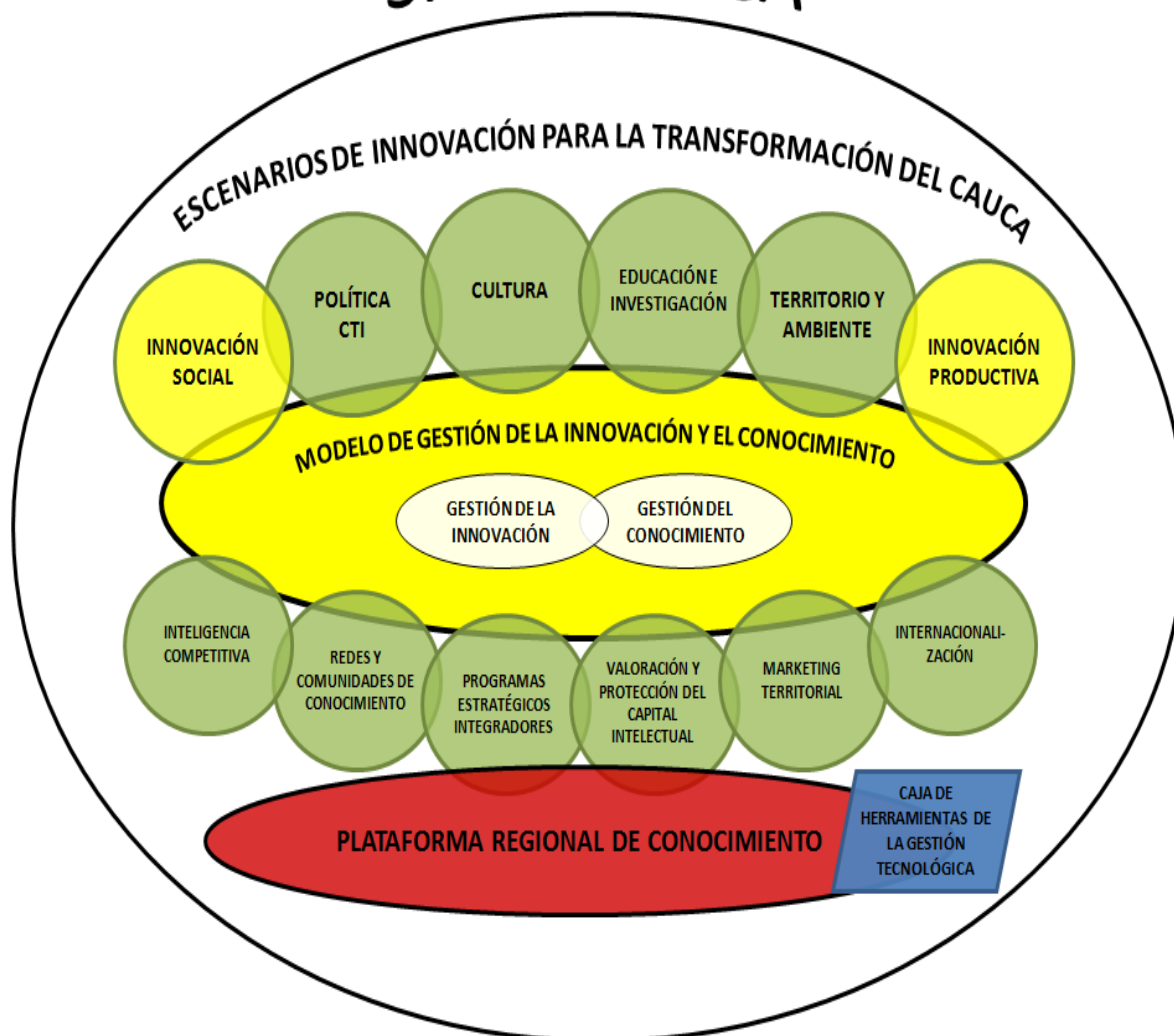 ESCENARIOS DE INNOVACIÓN PARA LA TRANSFORMACIÓN DEL CAUCA
INNOVACIÓN
SOCIAL
POLÍTICA
CTI
CULTURA
EDUCACIÓN E
INVESTIGACIÓN
TERRITORIO Y
AMBIENTE
INNOVACIÓN
PRODUCTIVA
MODELO DE GESTIÓN DE LA INNOVACIÓN Y EL CONOCIMIENTO
GESTIÓN DE LA
INNOVACIÓN
GESTIÓN DEL
CONOCIMIENTO
INTELIGENCIA
COMPETITIVA
REDES Y
COMUNIDADES DE
CONOCIMIENTO
PROGRAMAS
ESTRATÉGICOS
INTEGRADORES
VALORACIÓN Y
PROTECCIÓN DEL
CAPITAL
INTELECTUAL
MARKETING
TERRITORIAL
INTERNACIONALI-
ZACIÓN
PLATAFORMA REGIONAL DE CONOCIMIENTO
CAJA DE
HERRAMIENTAS DE
LA GESTIÓN
TECNOLÓGICA